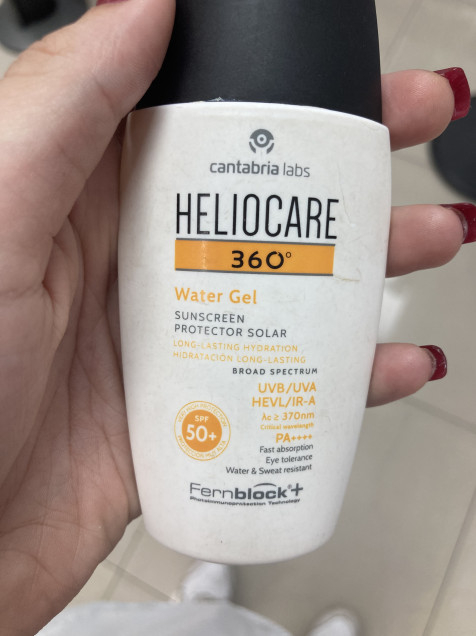 cantabria labs
HELIOCARE
360°
Water Gel
SUNSCREEN
PROTECTOR SOLAR
LONG-LASTING HYDRATION
HIDRATACIÓN LONG-LASTING
BROAD SPECTRUM
UVB/UVA
HEVL/IR-A
λc ≥ 370nm
Critical wavelength
PA++++
SPF
50+
Fast absorption
Eye tolerance
Water & Sweat resistant
Fernblock®+
Photoimmunoprotection Technology